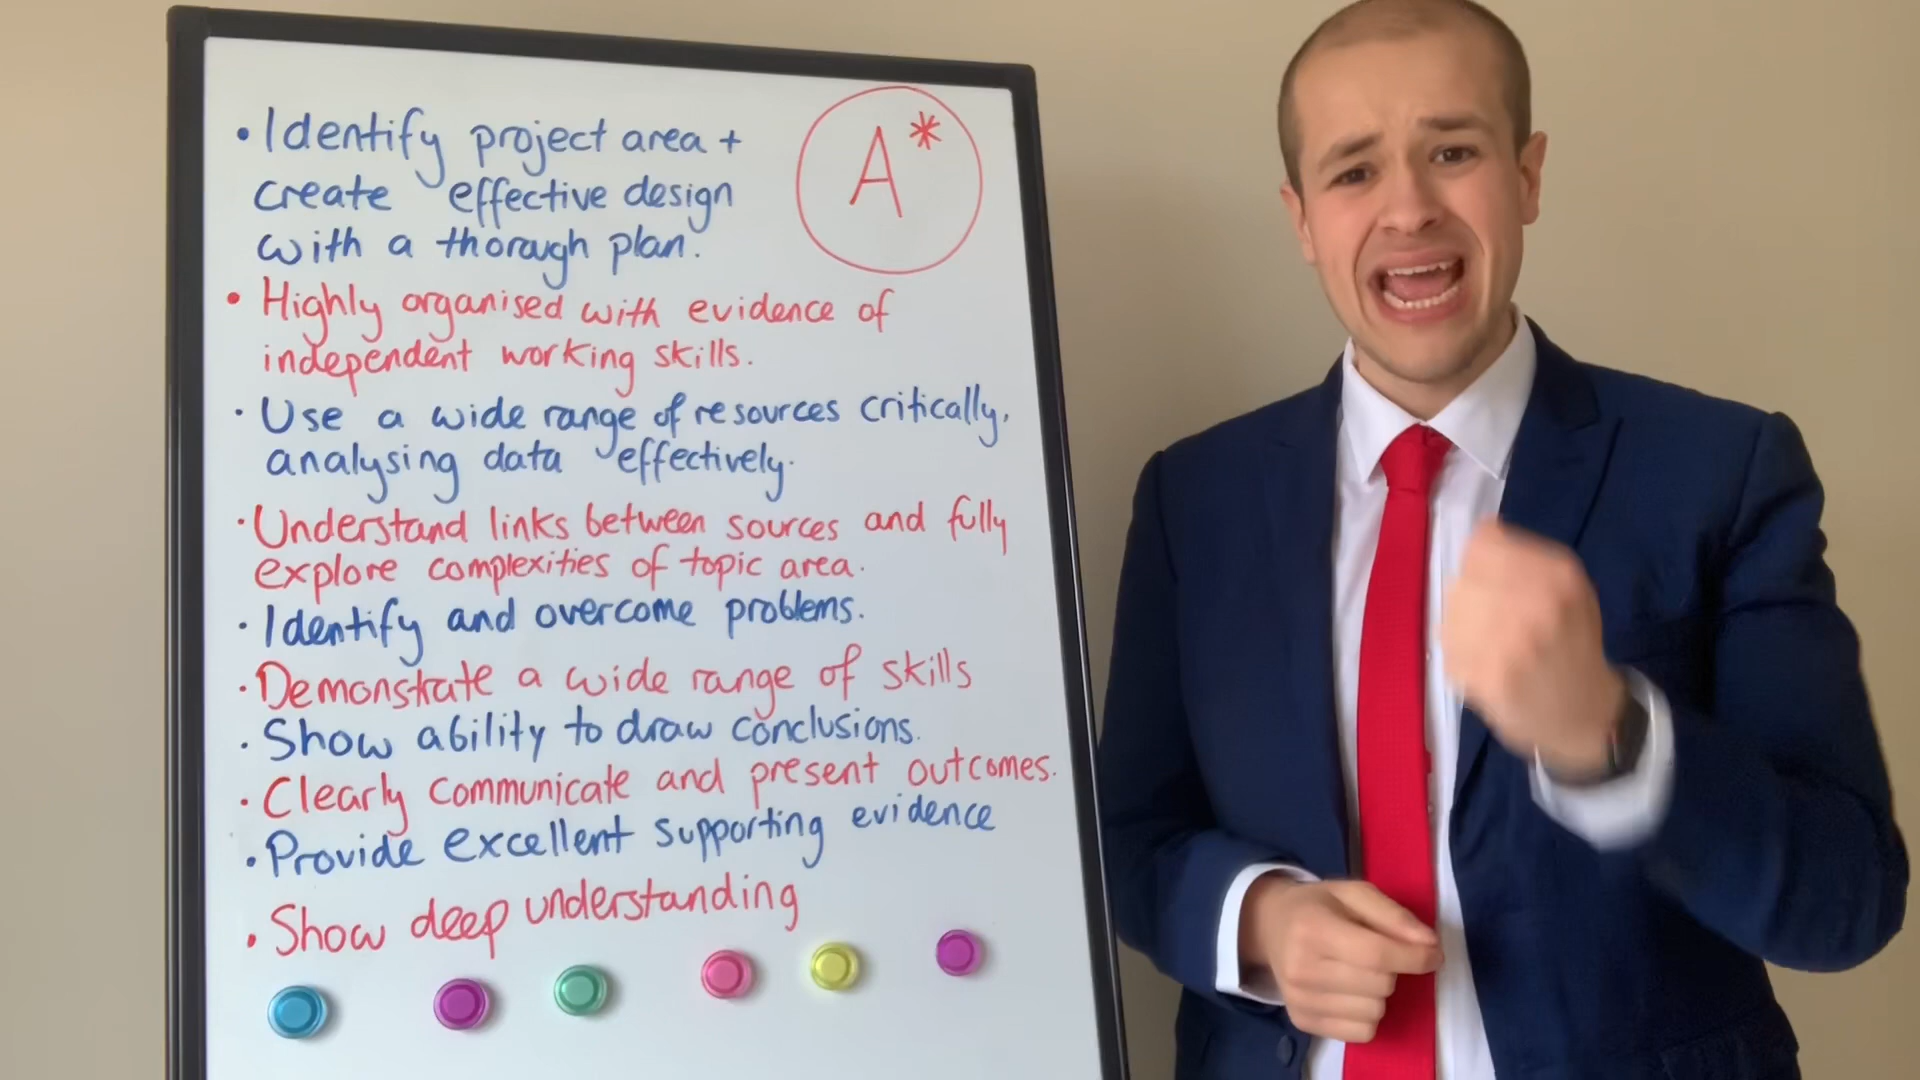 • Identify project area +
create effective design
with a thorough plan.
A*
• Highly organised with evidence of
independent working skills.
• Use a wide range of resources critically,
analysing data effectively.
• Understand links between sources and fully
explore complexities of topic area.
• Identify and overcome problems.
• Demonstrate a wide range of skills
• Show ability to draw conclusions.
• Clearly communicate and present outcomes.
• Provide excellent supporting evidence
• Show deep understanding